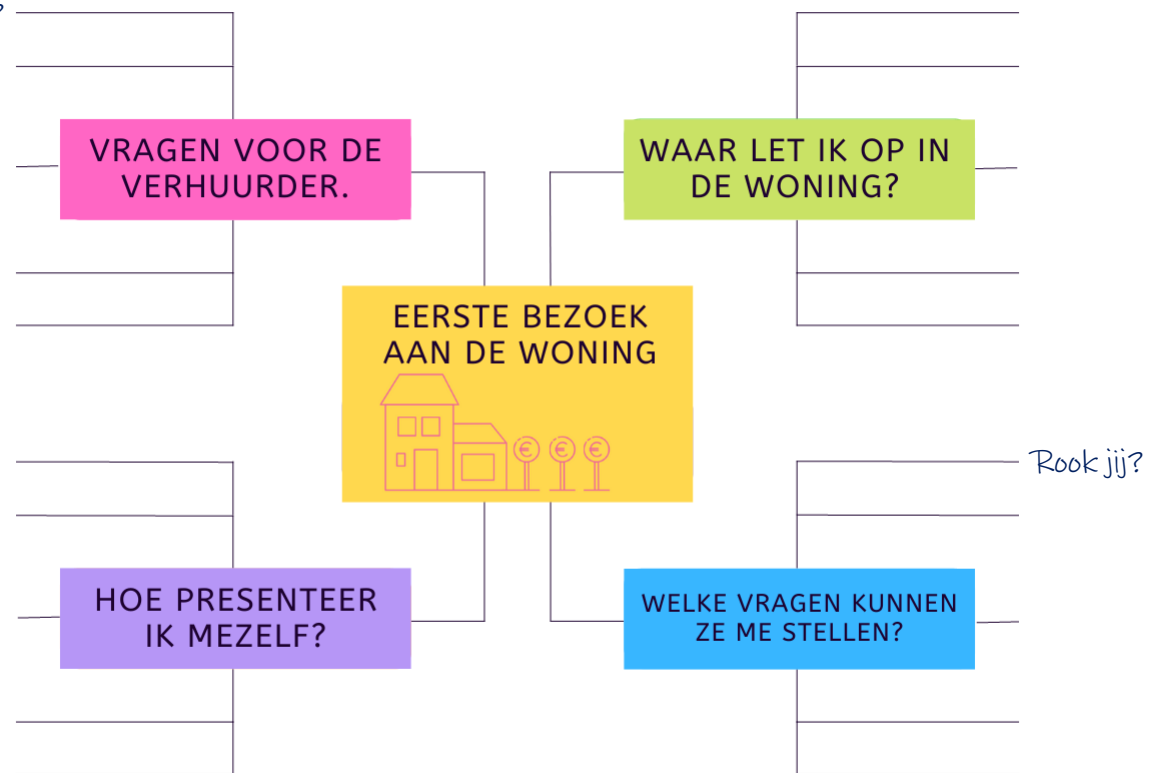 ?
VRAGEN VOOR DE
VERHUURDER.
WAAR LET IK OP IN
DE WONING?
EERSTE BEZOEK
AAN DE WONING
€ € €
Rook jij?
HOE PRESENTEER
IK MEZELF?
WELKE VRAGEN KUNNEN
ZE ME STELLEN?